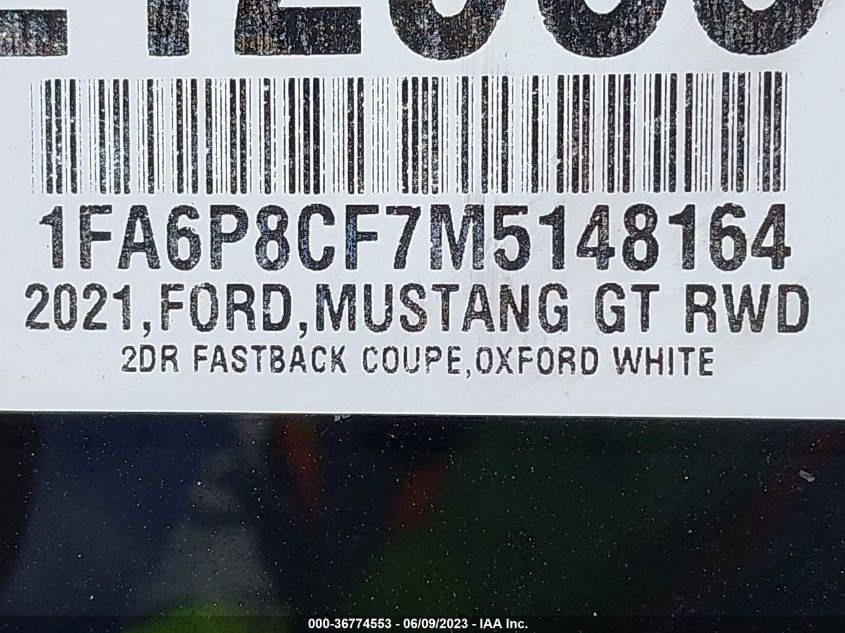 1FA6P8CF7M5148164
2021,FORD,MUSTANG GT RWD
2DR FASTBACK COUPE,OXFORD WHITE
000-36774553 - 06/09/2023 - IAA Inc.